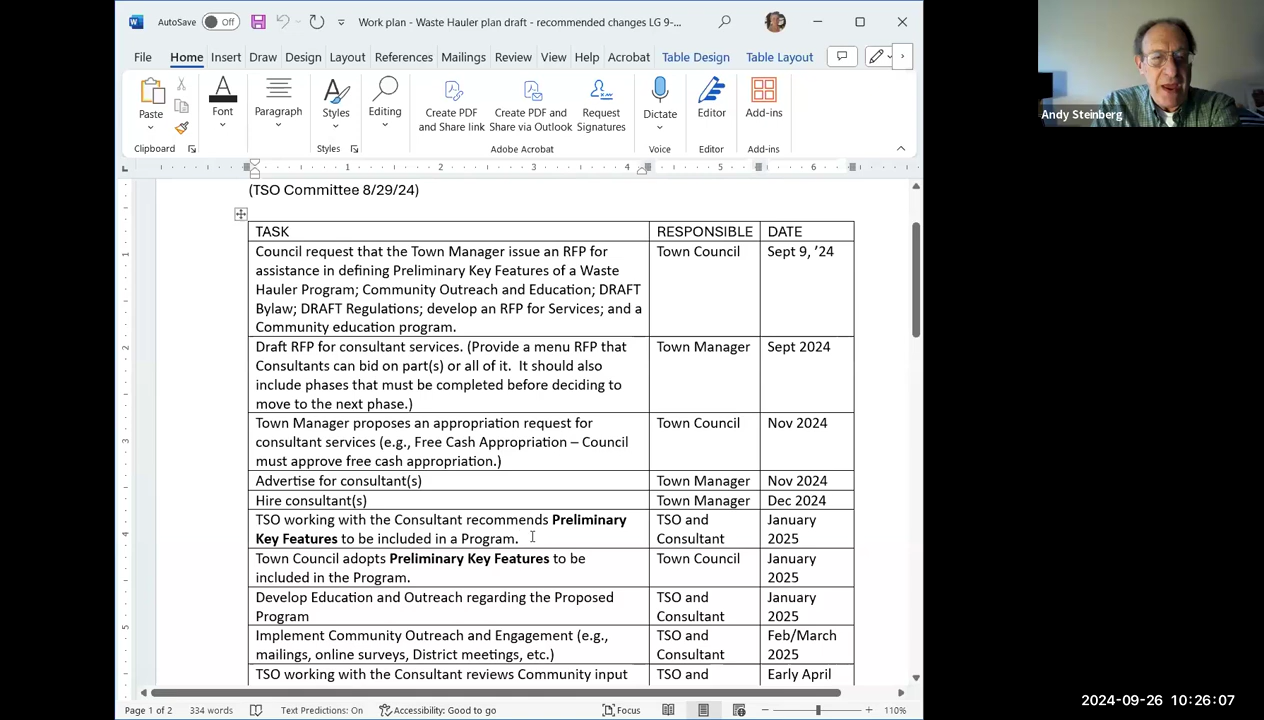 AutoSave Off Work plan - Waste Hauler plan draft - recommended changes LG 9-...
File Home Insert Draw Design Layout References Mailings Review View Help Acrobat Table Design Table Layout
Paste Font Paragraph Styles Editing Create PDF and Share link Create PDF and Share via Outlook Request Signatures Dictate Editor Add-ins
Clipboard Styles Adobe Acrobat Voice Editor Add-ins
Andy Steinberg
1 2 3 4 5 6
(TSO Committee 8/29/24)
TASK RESPONSIBLE DATE
Council request that the Town Manager issue an RFP for Town Council Sept 9, ’24
assistance in defining Preliminary Key Features of a Waste
Hauler Program; Community Outreach and Education; DRAFT
Bylaw; DRAFT Regulations; develop an RFP for Services; and a
Community education program.
Draft RFP for consultant services. (Provide a menu RFP that Town Manager Sept 2024
Consultants can bid on part(s) or all of it. It should also
include phases that must be completed before deciding to
move to the next phase.)
Town Manager proposes an appropriation request for Town Council Nov 2024
consultant services (e.g., Free Cash Appropriation – Council
must approve free cash appropriation.)
Advertise for consultant(s) Town Manager Nov 2024
Hire consultant(s) Town Manager Dec 2024
TSO working with the Consultant recommends Preliminary TSO and January
Key Features to be included in a Program. Consultant 2025
Town Council adopts Preliminary Key Features to be Town Council January
included in the Program. 2025
Develop Education and Outreach regarding the Proposed TSO and January
Program Consultant 2025
Implement Community Outreach and Engagement (e.g., TSO and Feb/March
mailings, online surveys, District meetings, etc.) Consultant 2025
TSO working with the Consultant reviews Community input TSO and Early April
2 3 4 5
Page 1 of 2 334 words Text Predictions: On Accessibility: Good to go Focus 110%
2024-09-26 10:26:07